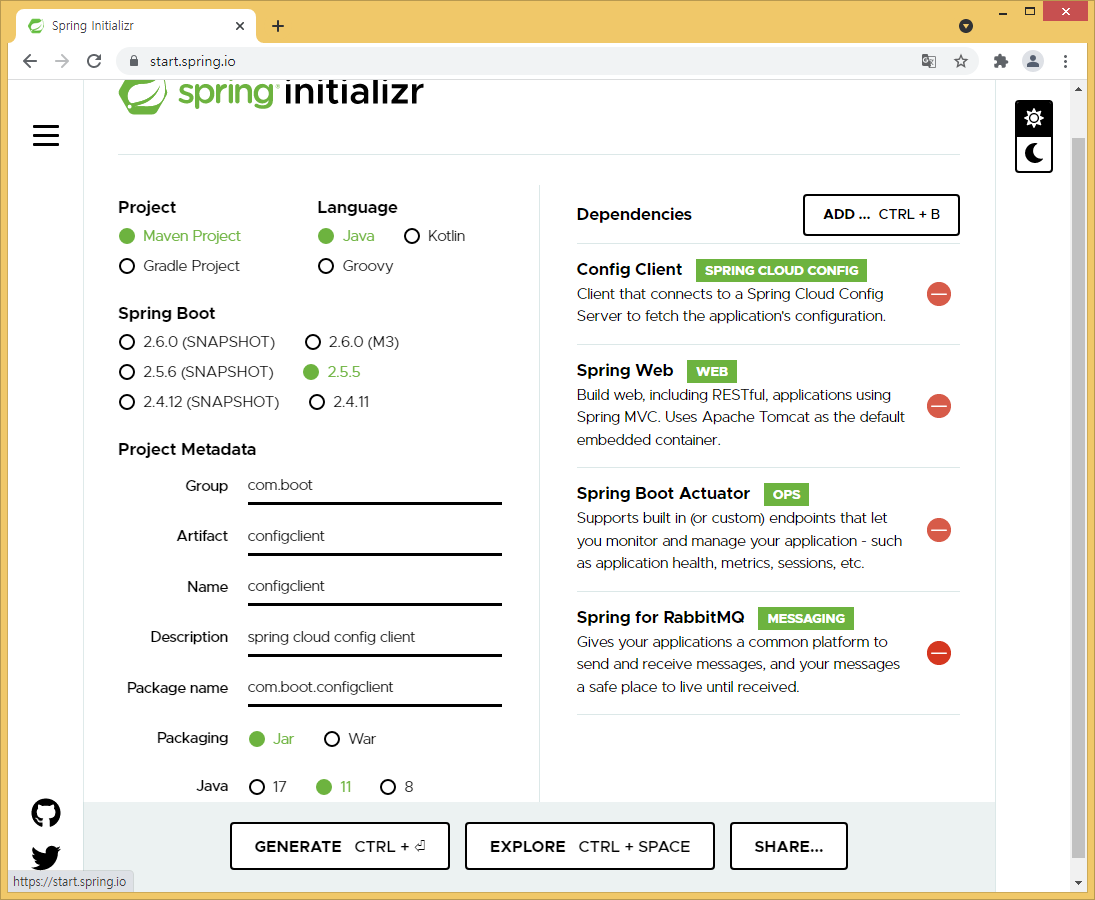 Spring Initializr
start.spring.io
spring initializr
Project
Language
Maven Project
Java
Kotlin
Gradle Project
Groovy
Spring Boot
2.6.0 (SNAPSHOT)
2.6.0 (M3)
2.5.6 (SNAPSHOT)
2.5.5
2.4.12 (SNAPSHOT)
2.4.11
Project Metadata
Group com.boot
Artifact configclient
Name configclient
Description spring cloud config client
Package name com.boot.configclient
Packaging Jar War
Java 17 11 8
Dependencies
ADD ... CTRL + B
Config Client SPRING CLOUD CONFIG
Client that connects to a Spring Cloud Config
Server to fetch the application's configuration.
Spring Web WEB
Build web, including RESTful, applications using
Spring MVC. Uses Apache Tomcat as the default
embedded container.
Spring Boot Actuator OPS
Supports built in (or custom) endpoints that let
you monitor and manage your application - such
as application health, metrics, sessions, etc.
Spring for RabbitMQ MESSAGING
Gives your applications a common platform to
send and receive messages, and your messages
a safe place to live until received.
GENERATE CTRL + ⏎
EXPLORE CTRL + SPACE
SHARE...
https://start.spring.io